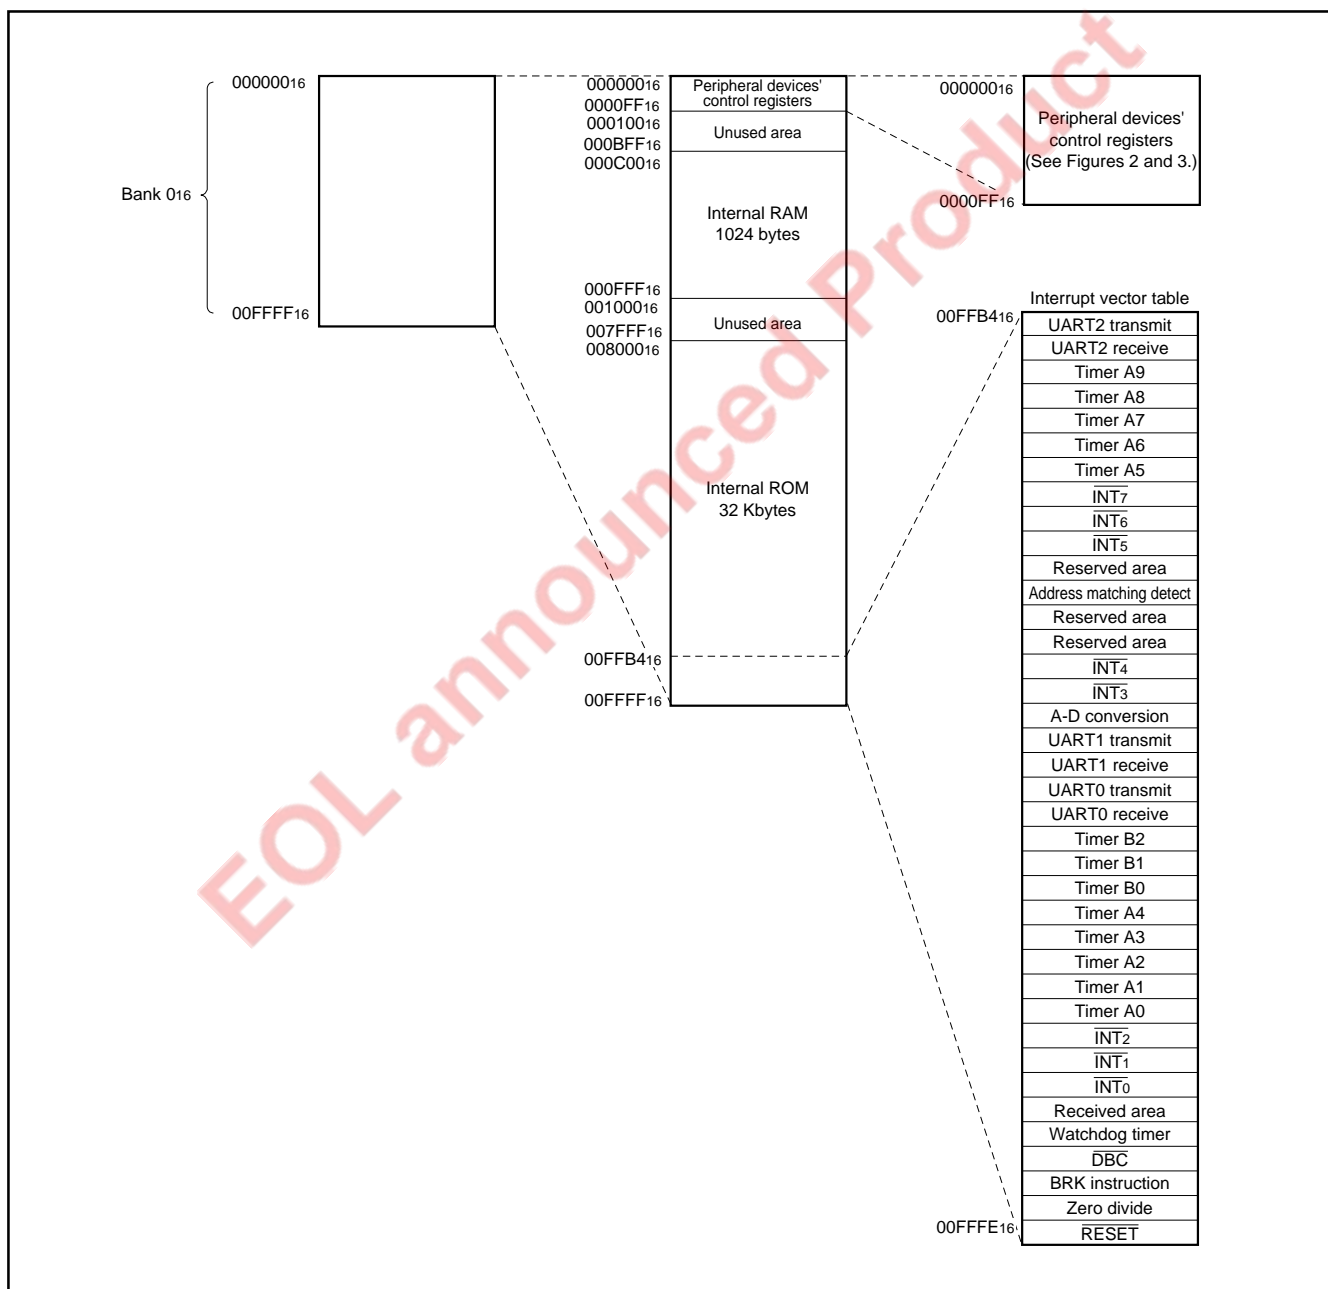 Bank 016
00000016
00FFFF16
00000016
0000FF16
00010016
000BFF16
000C0016
000FFF16
00100016
007FFF16
00800016
00FFB416
00FFFF16
Peripheral devices'
control registers
Unused area
Internal RAM
1024 bytes
Unused area
Internal ROM
32 Kbytes
00000016
0000FF16
Peripheral devices'
control registers
(See Figures 2 and 3.)
Interrupt vector table
00FFB416
UART2 transmit
UART2 receive
Timer A9
Timer A8
Timer A7
Timer A6
Timer A5
INT7
INT6
INT5
Reserved area
Address matching detect
Reserved area
Reserved area
INT4
INT3
A-D conversion
UART1 transmit
UART1 receive
UART0 transmit
UART0 receive
Timer B2
Timer B1
Timer B0
Timer A4
Timer A3
Timer A2
Timer A1
Timer A0
INT2
INT1
INT0
Received area
Watchdog timer
DBC
BRK instruction
Zero divide
00FFFE16
RESET
EOL announced Product